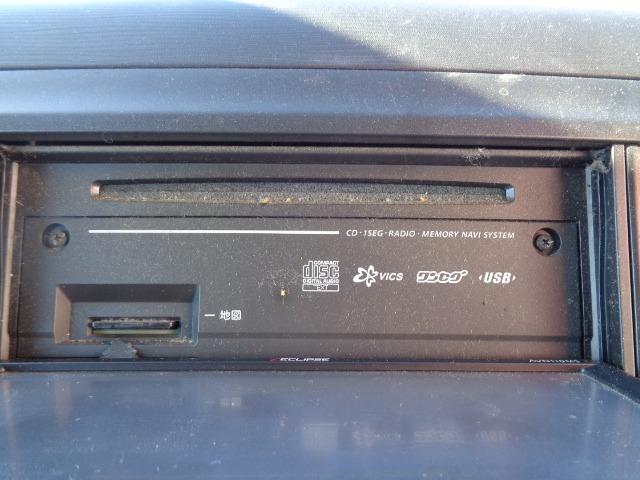 CD・1SEG・RADIO・MEMORY NAVI SYSTEM
COMPACT
disc
DIGITAL AUDIO
EXT
VICS
ワンセグ
USB
地図
ECLIPSE